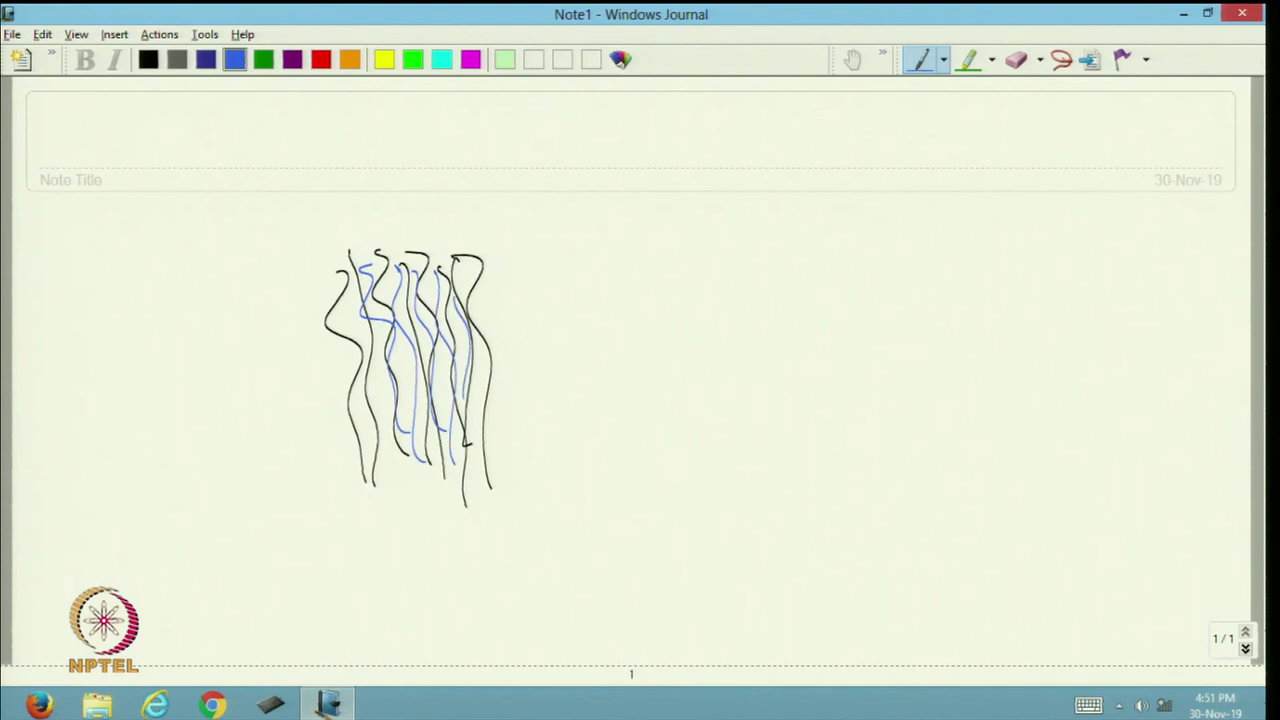 Note1 - Windows Journal
File Edit View Insert Actions Tools Help
B I
Note Title
30-Nov-19
1 / 1
NPTEL
1
4:51 PM
30-Nov-19